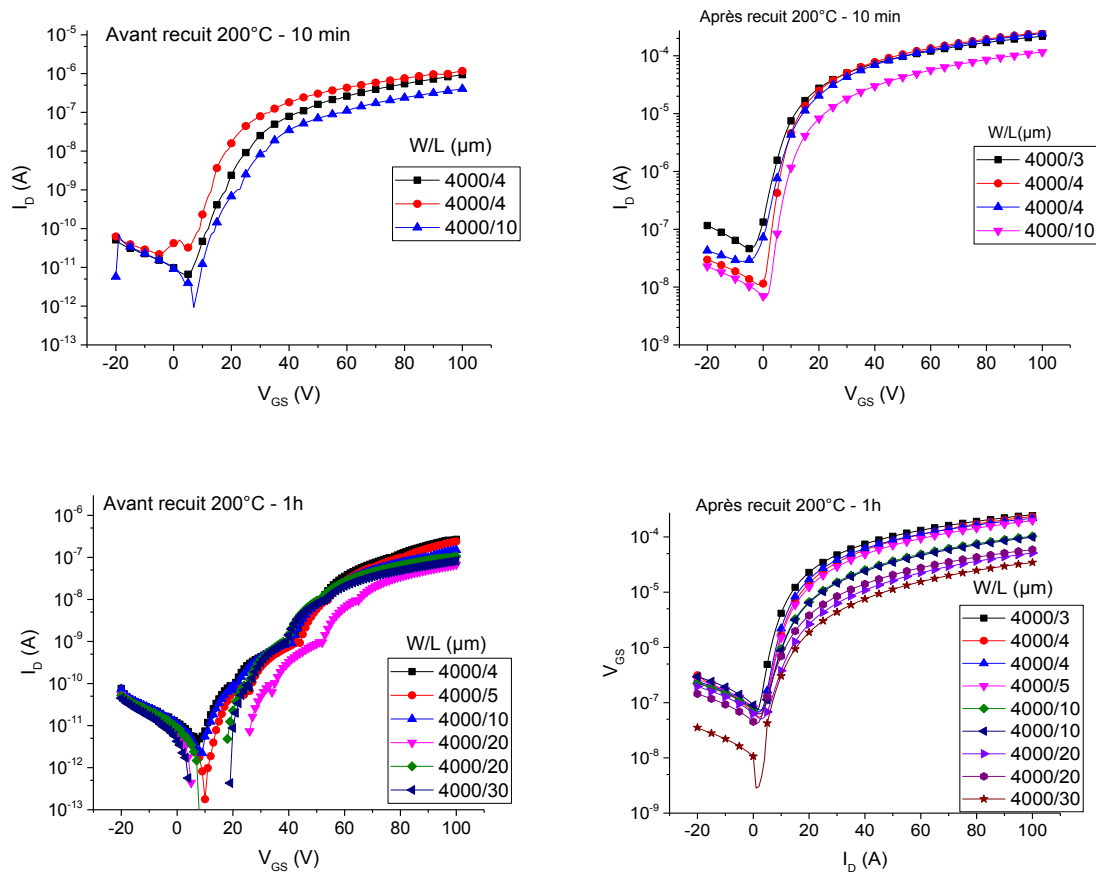 Avant recuit 200°C - 10 min
10⁻⁵
10⁻⁶
10⁻⁷
10⁻⁸
10⁻⁹
10⁻¹⁰
10⁻¹¹
10⁻¹²
10⁻¹³
I_D (A)
W/L (µm)
4000/4
4000/4
4000/10
-20 0 20 40 60 80 100
V_GS (V)
Après recuit 200°C - 10 min
10⁻⁴
10⁻⁵
10⁻⁶
10⁻⁷
10⁻⁸
10⁻⁹
I_D (A)
W/L(µm)
4000/3
4000/4
4000/4
4000/10
-20 0 20 40 60 80 100
V_GS (V)
Avant recuit 200°C - 1h
10⁻⁶
10⁻⁷
10⁻⁸
10⁻⁹
10⁻¹⁰
10⁻¹¹
10⁻¹²
10⁻¹³
I_D (A)
W/L (µm)
4000/4
4000/5
4000/10
4000/20
4000/20
4000/30
-20 0 20 40 60 80 100
V_GS (V)
Après recuit 200°C - 1h
10⁻⁴
10⁻⁵
10⁻⁶
10⁻⁷
10⁻⁸
10⁻⁹
V_GS
W/L (µm)
4000/3
4000/4
4000/4
4000/5
4000/10
4000/10
4000/20
4000/20
4000/30
-20 0 20 40 60 80 100
I_D (A)